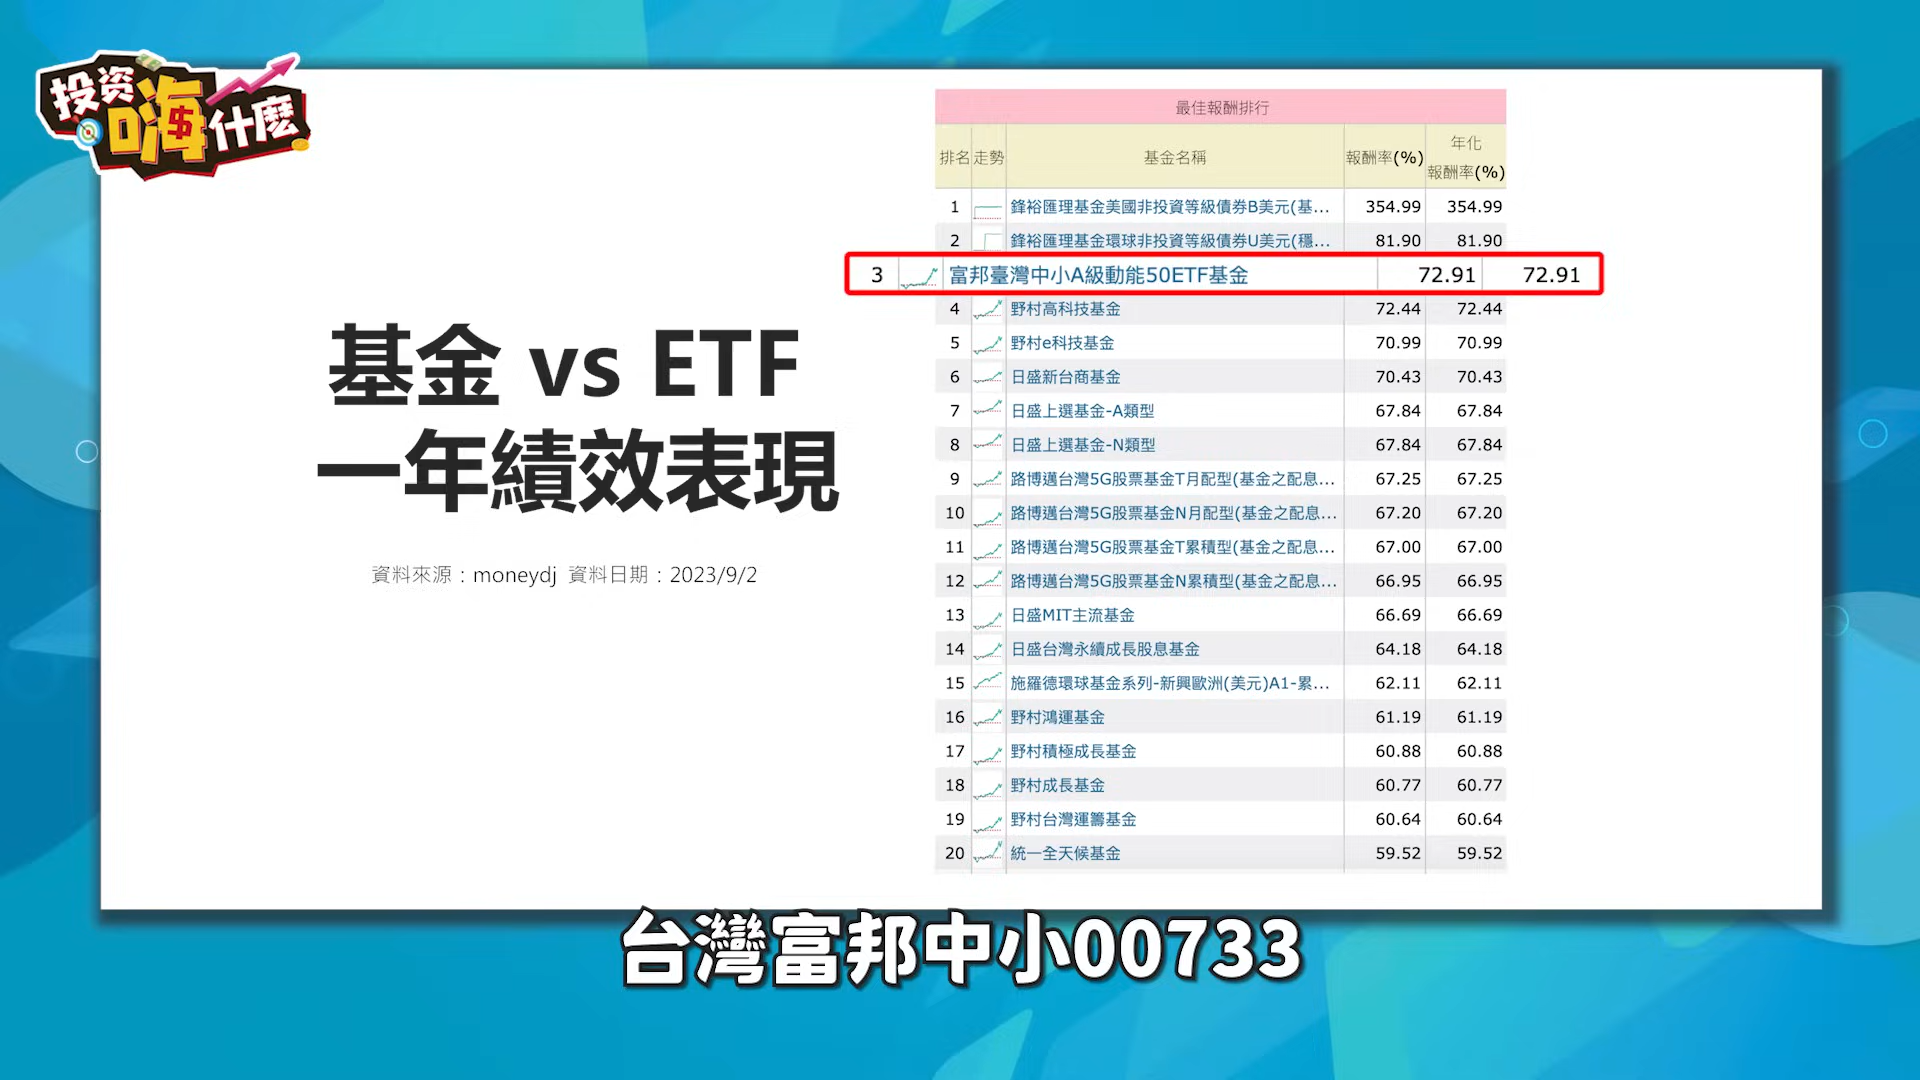 投資嗨什麼
基金 vs ETF
一年績效表現
資料來源：moneydj 資料日期：2023/9/2
最佳報酬排行
排名 走勢 基金名稱 報酬率(%) 年化報酬率(%)
1 鋒裕匯理基金美國非投資等級債券B美元(基... 354.99 354.99
2 鋒裕匯理基金環球非投資等級債券U美元(穩... 81.90 81.90
3 富邦臺灣中小A級動能50ETF基金 72.91 72.91
4 野村高科技基金 72.44 72.44
5 野村e科技基金 70.99 70.99
6 日盛新台商基金 70.43 70.43
7 日盛上選基金-A類型 67.84 67.84
8 日盛上選基金-N類型 67.84 67.84
9 路博邁台灣5G股票基金T月配型(基金之配息... 67.25 67.25
10 路博邁台灣5G股票基金N月配型(基金之配息... 67.20 67.20
11 路博邁台灣5G股票基金T累積型(基金之配息... 67.00 67.00
12 路博邁台灣5G股票基金N累積型(基金之配息... 66.95 66.95
13 日盛MIT主流基金 66.69 66.69
14 日盛台灣永續成長股息基金 64.18 64.18
15 施羅德環球基金系列-新興歐洲(美元)A1-累... 62.11 62.11
16 野村鴻運基金 61.19 61.19
17 野村積極成長基金 60.88 60.88
18 野村成長基金 60.77 60.77
19 野村台灣運籌基金 60.64 60.64
20 統一全天候基金 59.52 59.52
台灣富邦中小00733